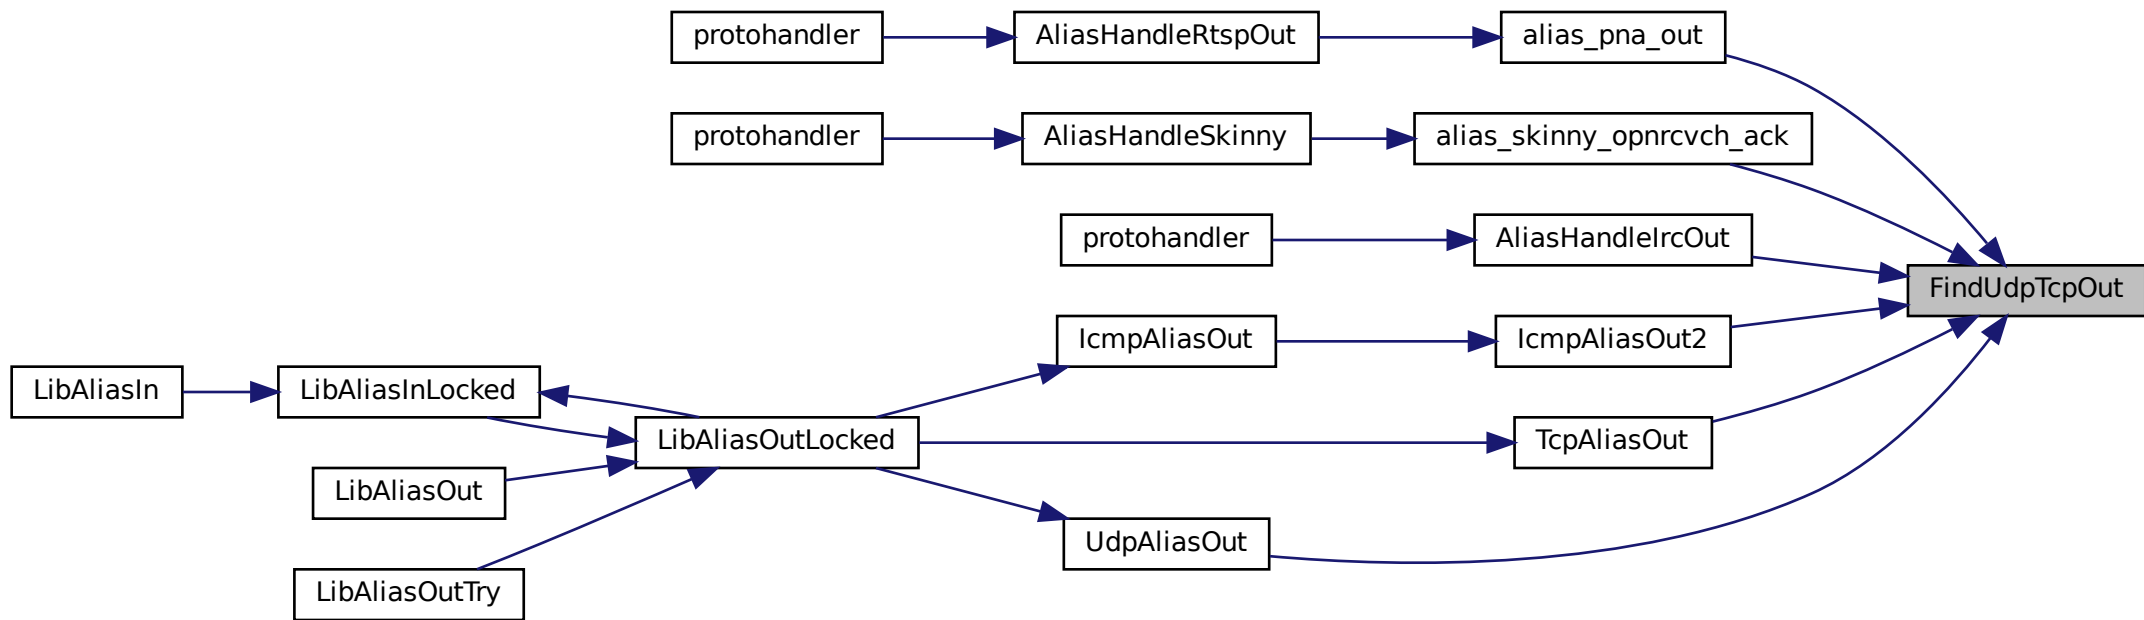 protohandler
AliasHandleRtspOut
alias_pna_out
protohandler
AliasHandleSkinny
alias_skinny_opnrcvch_ack
protohandler
AliasHandleIrcOut
FindUdpTcpOut
IcmpAliasOut
IcmpAliasOut2
LibAliasIn
LibAliasInLocked
LibAliasOutLocked
TcpAliasOut
LibAliasOut
UdpAliasOut
LibAliasOutTry